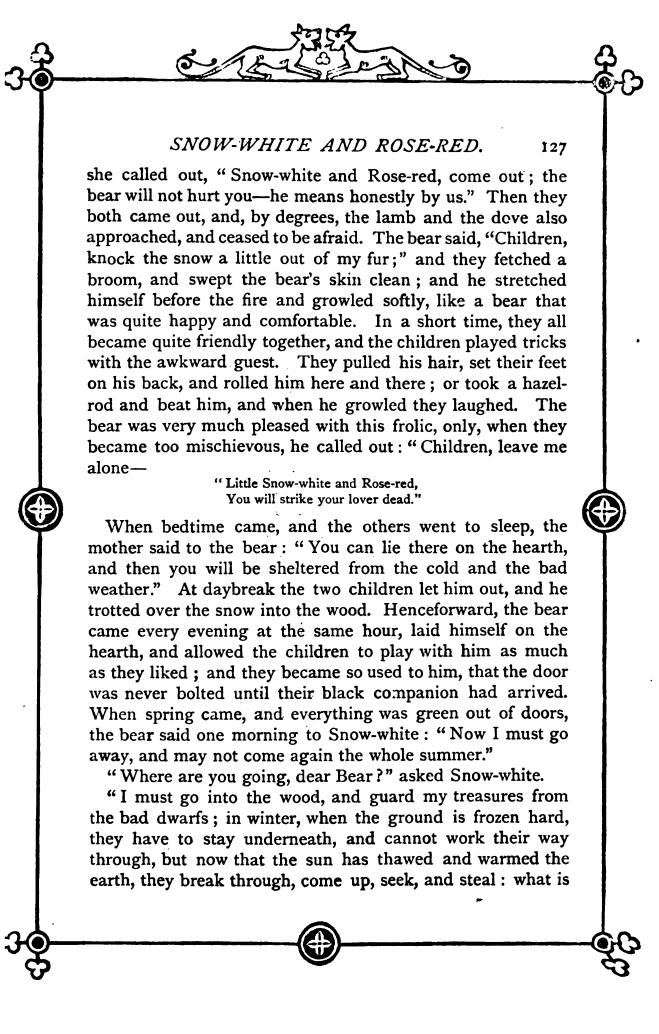 SNOW-WHITE AND ROSE-RED. 127
she called out, “Snow-white and Rose-red, come out; the
bear will not hurt you—he means honestly by us.” Then they
both came out, and, by degrees, the lamb and the dove also
approached, and ceased to be afraid. The bear said, “Children,
knock the snow a little out of my fur;” and they fetched a
broom, and swept the bear’s skin clean; and he stretched
himself before the fire and growled softly, like a bear that
was quite happy and comfortable. In a short time, they all
became quite friendly together, and the children played tricks
with the awkward guest. They pulled his hair, set their feet
on his back, and rolled him here and there; or took a hazel-
rod and beat him, and when he growled they laughed. The
bear was very much pleased with this frolic, only, when they
became too mischievous, he called out: “Children, leave me
alone—
“Little Snow-white and Rose-red,
You will strike your lover dead.”
When bedtime came, and the others went to sleep, the
mother said to the bear: “You can lie there on the hearth,
and then you will be sheltered from the cold and the bad
weather.” At daybreak the two children let him out, and he
trotted over the snow into the wood. Henceforward, the bear
came every evening at the same hour, laid himself on the
hearth, and allowed the children to play with him as much
as they liked; and they became so used to him, that the door
was never bolted until their black companion had arrived.
When spring came, and everything was green out of doors,
the bear said one morning to Snow-white: “Now I must go
away, and may not come again the whole summer.”
“Where are you going, dear Bear?” asked Snow-white.
“I must go into the wood, and guard my treasures from
the bad dwarfs; in winter, when the ground is frozen hard,
they have to stay underneath, and cannot work their way
through, but now that the sun has thawed and warmed the
earth, they break through, come up, seek, and steal: what is